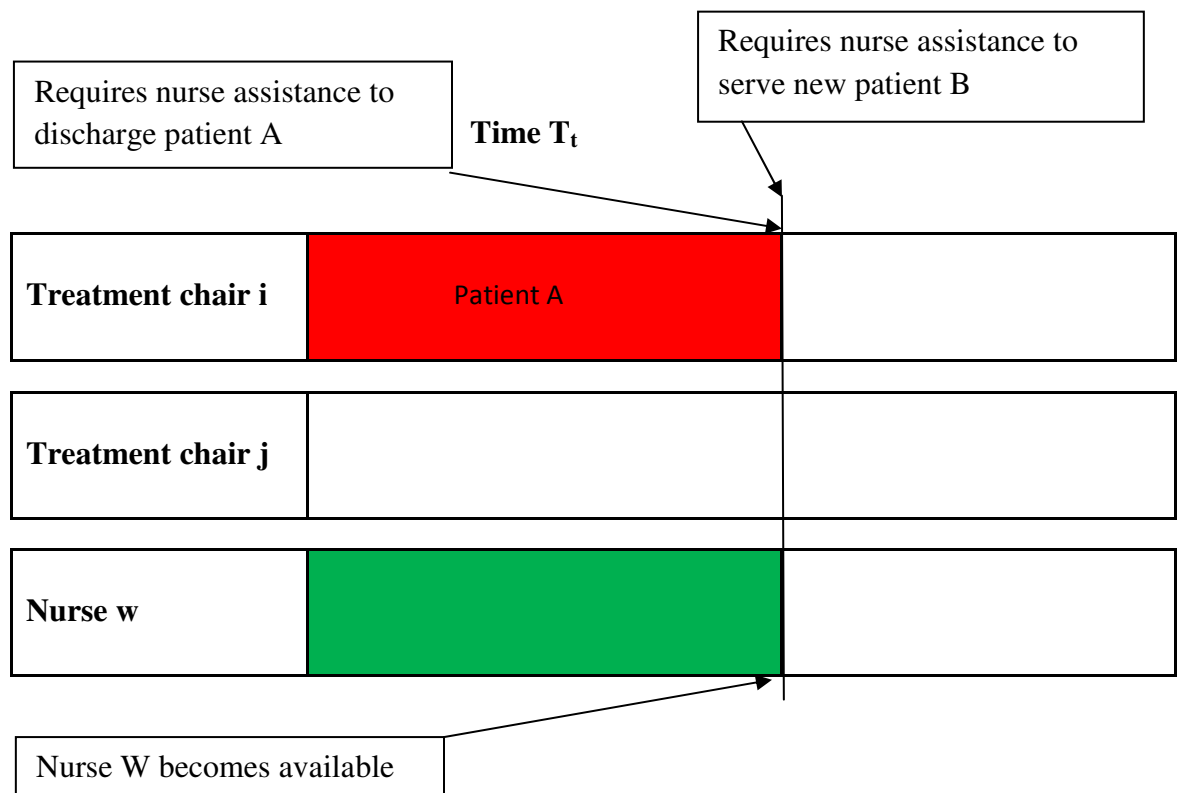 Requires nurse assistance to
serve new patient B
Requires nurse assistance to
discharge patient A
Time Tt
Treatment chair i
Patient A
Treatment chair j
Nurse w
Nurse W becomes available